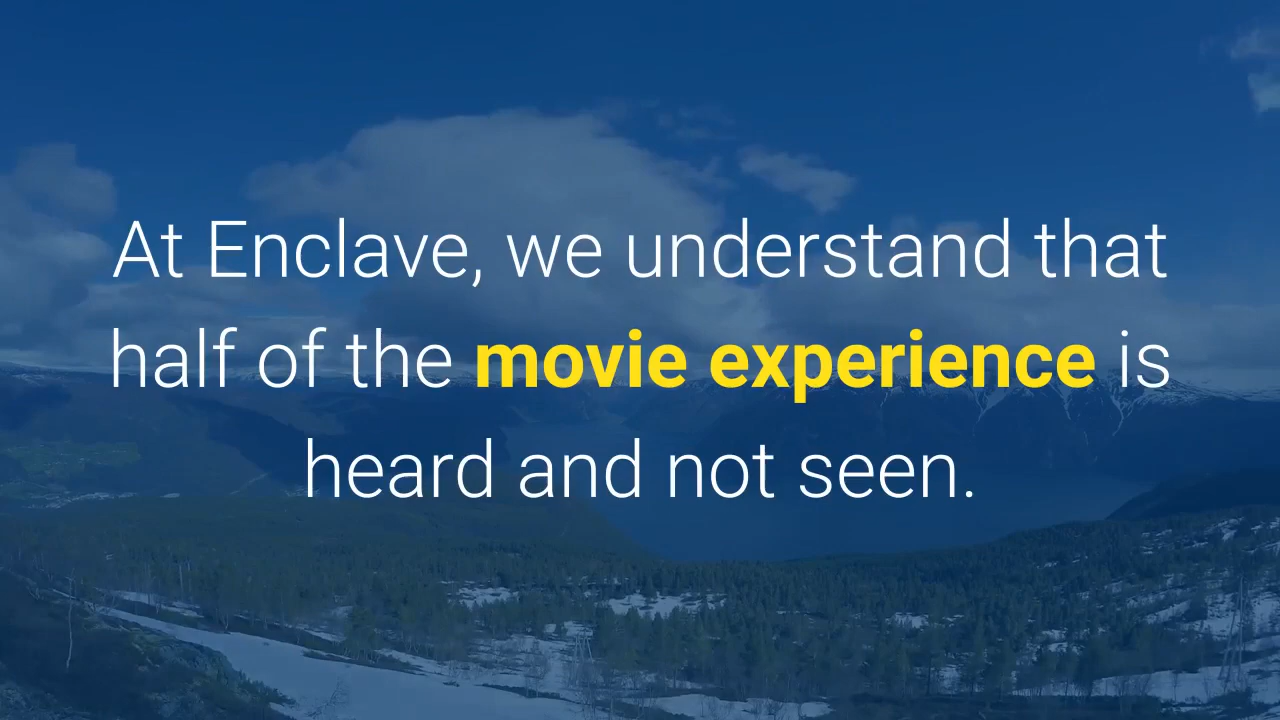 At Enclave, we understand that
half of the movie experience is
heard and not seen.